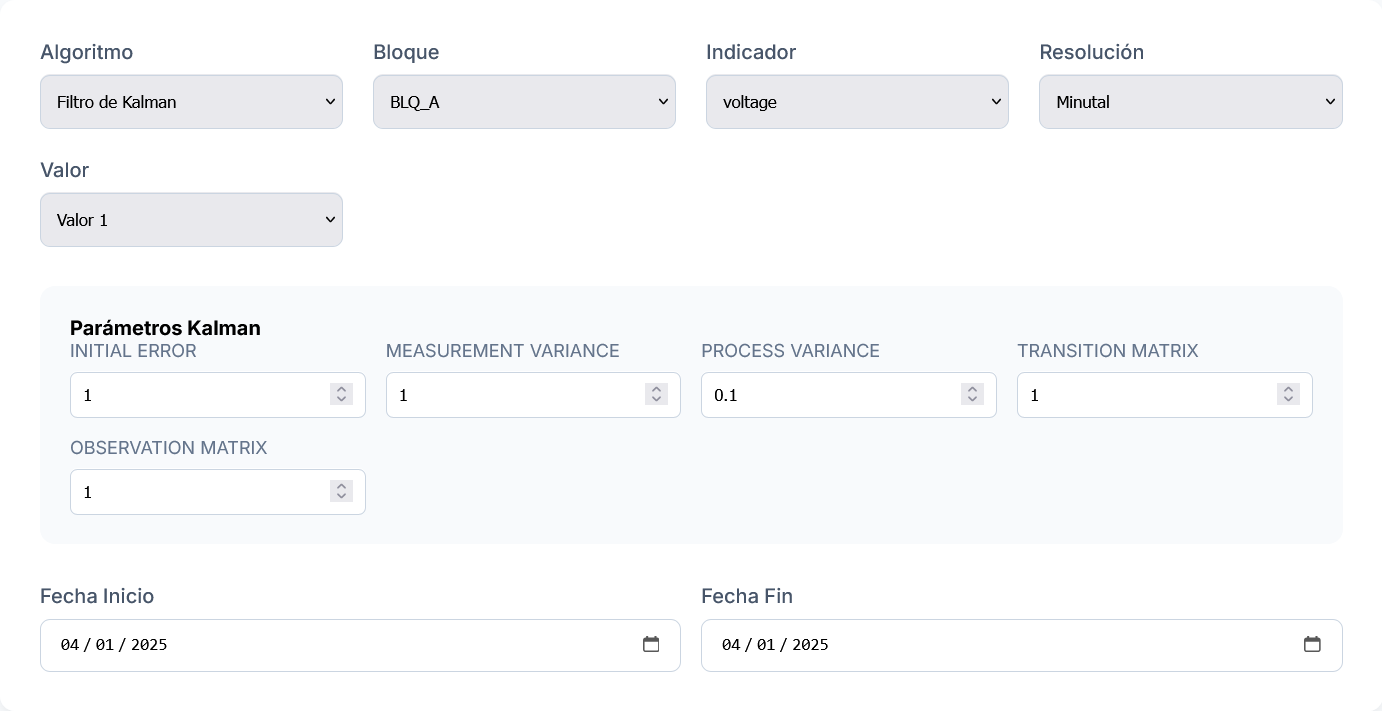 Algoritmo Bloque Indicador Resolución
Filtro de Kalman BLQ_A voltage Minutal
Valor
Valor 1
Parámetros Kalman
INITIAL ERROR MEASUREMENT VARIANCE PROCESS VARIANCE TRANSITION MATRIX
1 1 0.1 1
OBSERVATION MATRIX
1
Fecha Inicio Fecha Fin
04 / 01 / 2025 04 / 01 / 2025